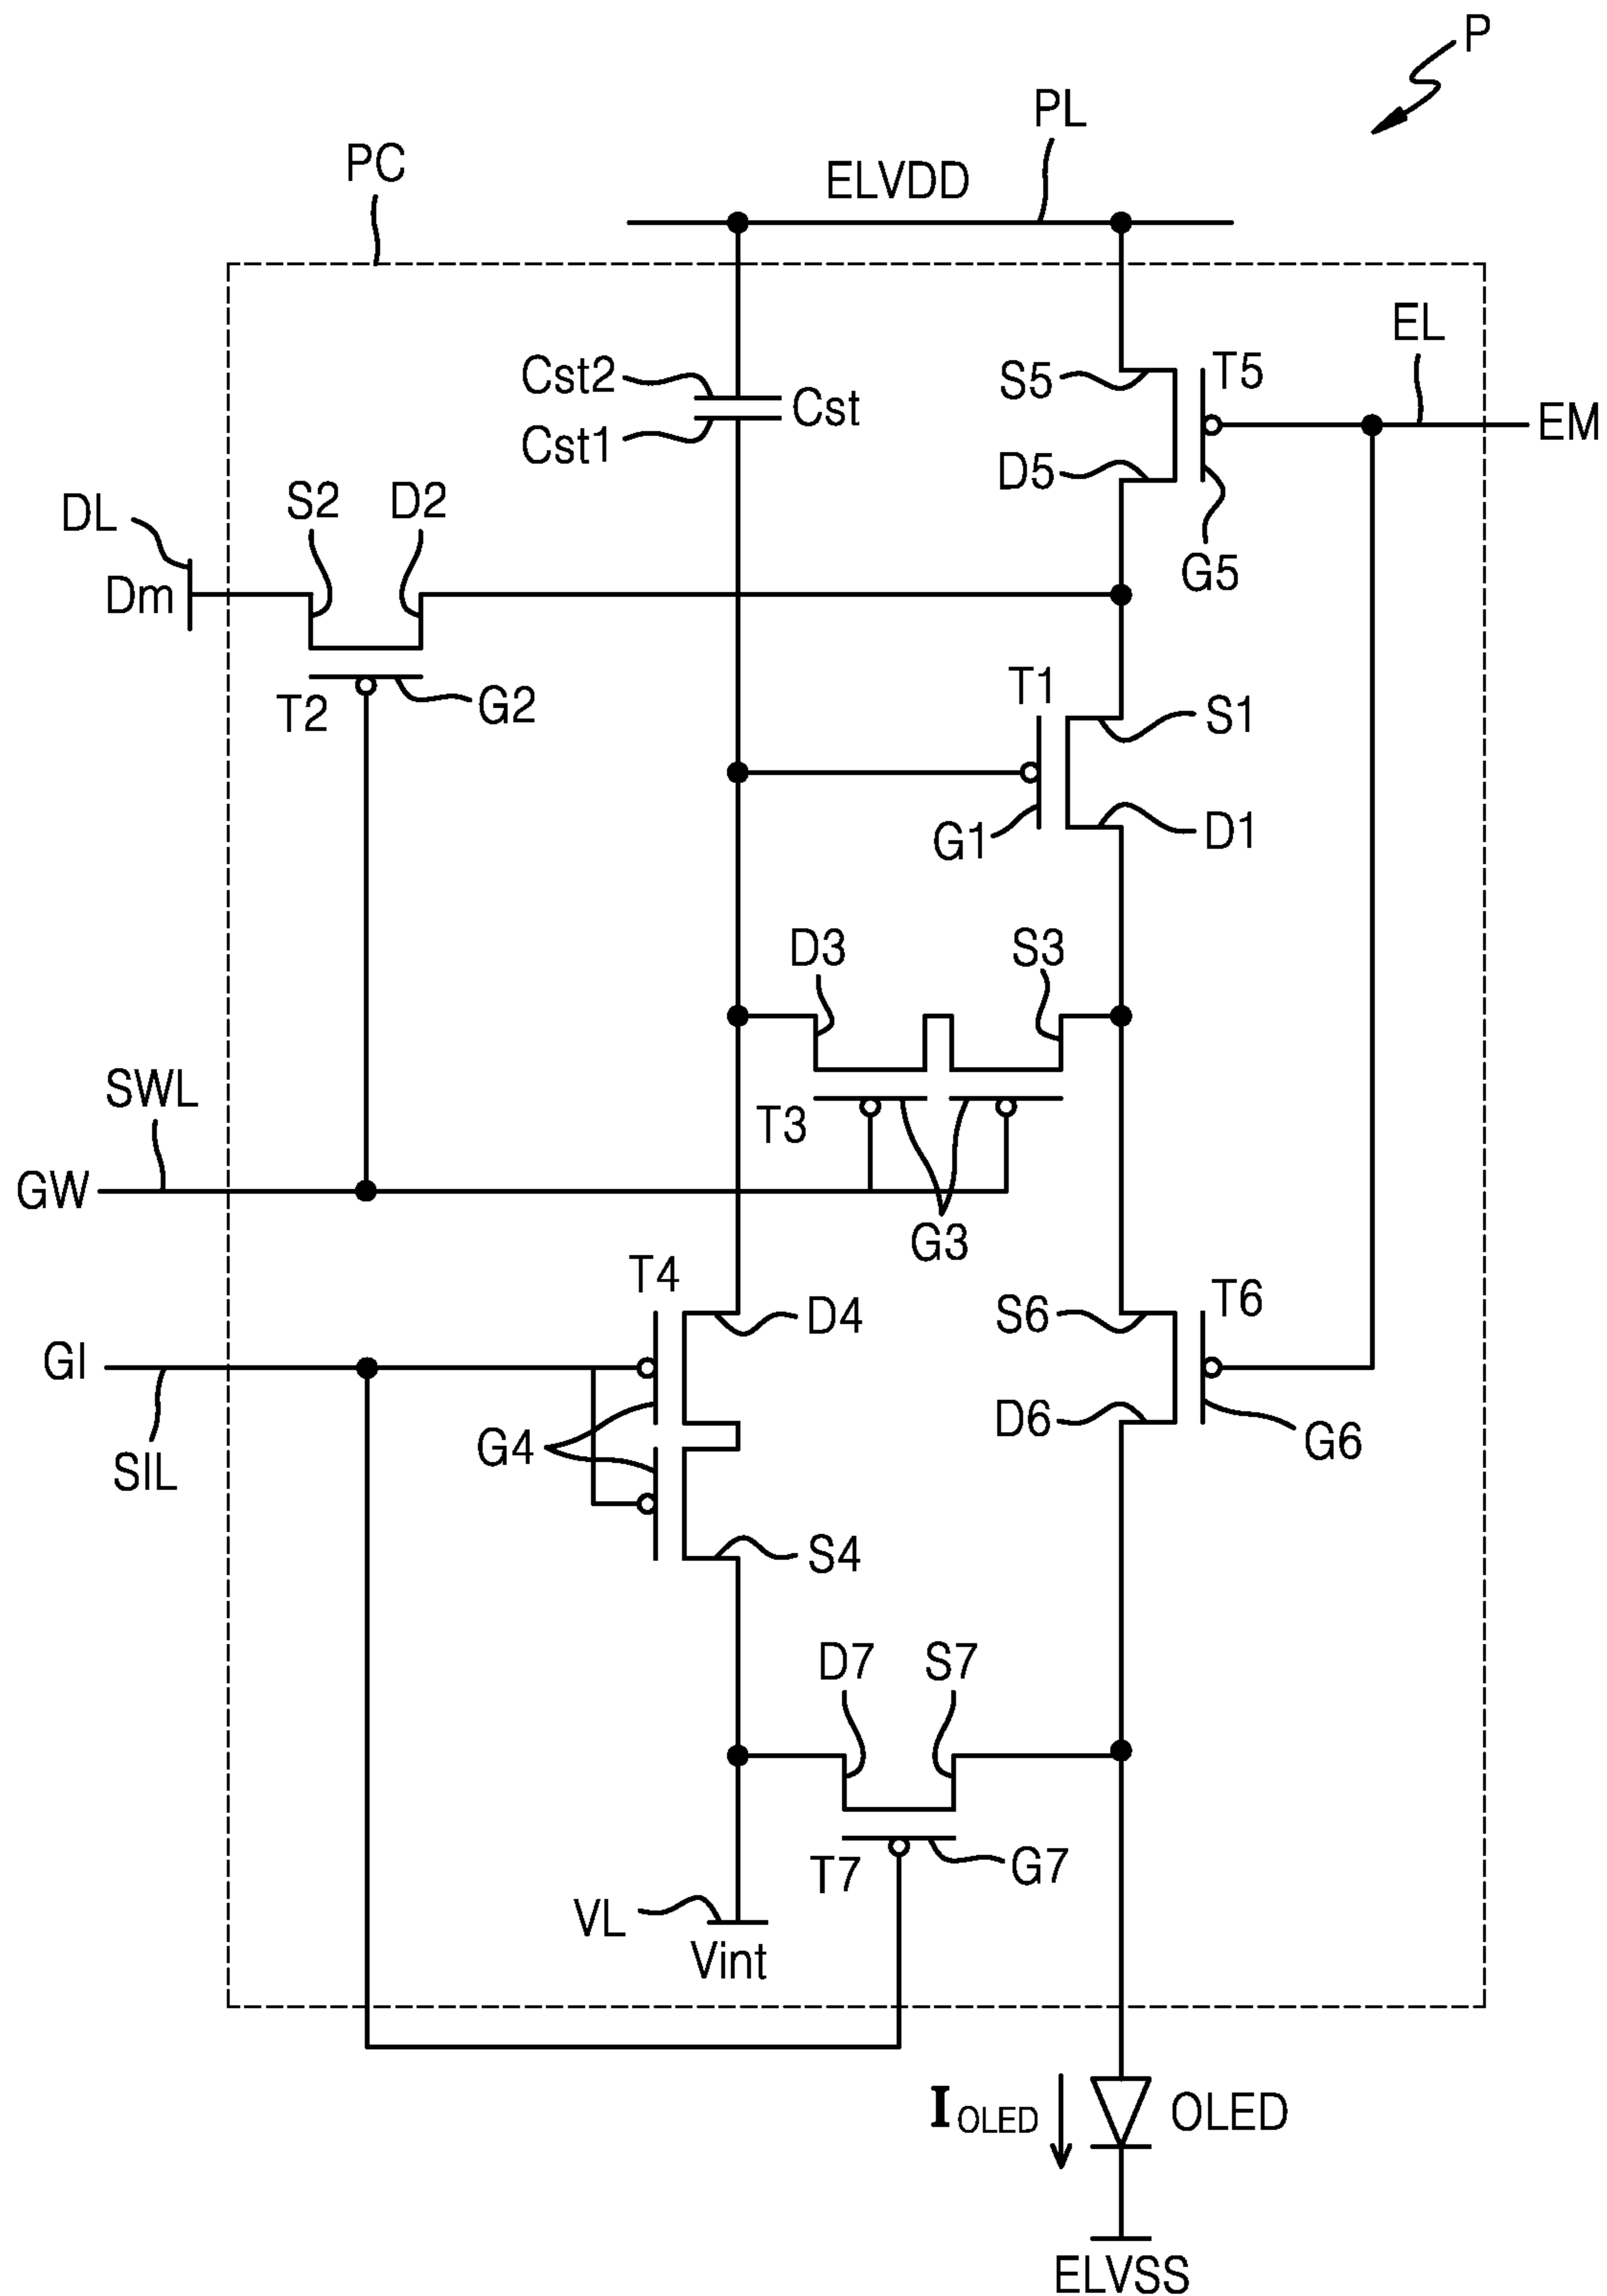 P
PL
PC
ELVDD
EL
Cst2
Cst
S5
T5
EM
Cst1
D5
DL
S2
D2
G5
Dm
T1
T2
G2
S1
G1
D1
D3
S3
SWL
T3
GW
G3
T4
D4
S6
T6
GI
D6
G4
G6
SIL
S4
D7
S7
T7
G7
VL
Vint
IOLED
OLED
ELVSS